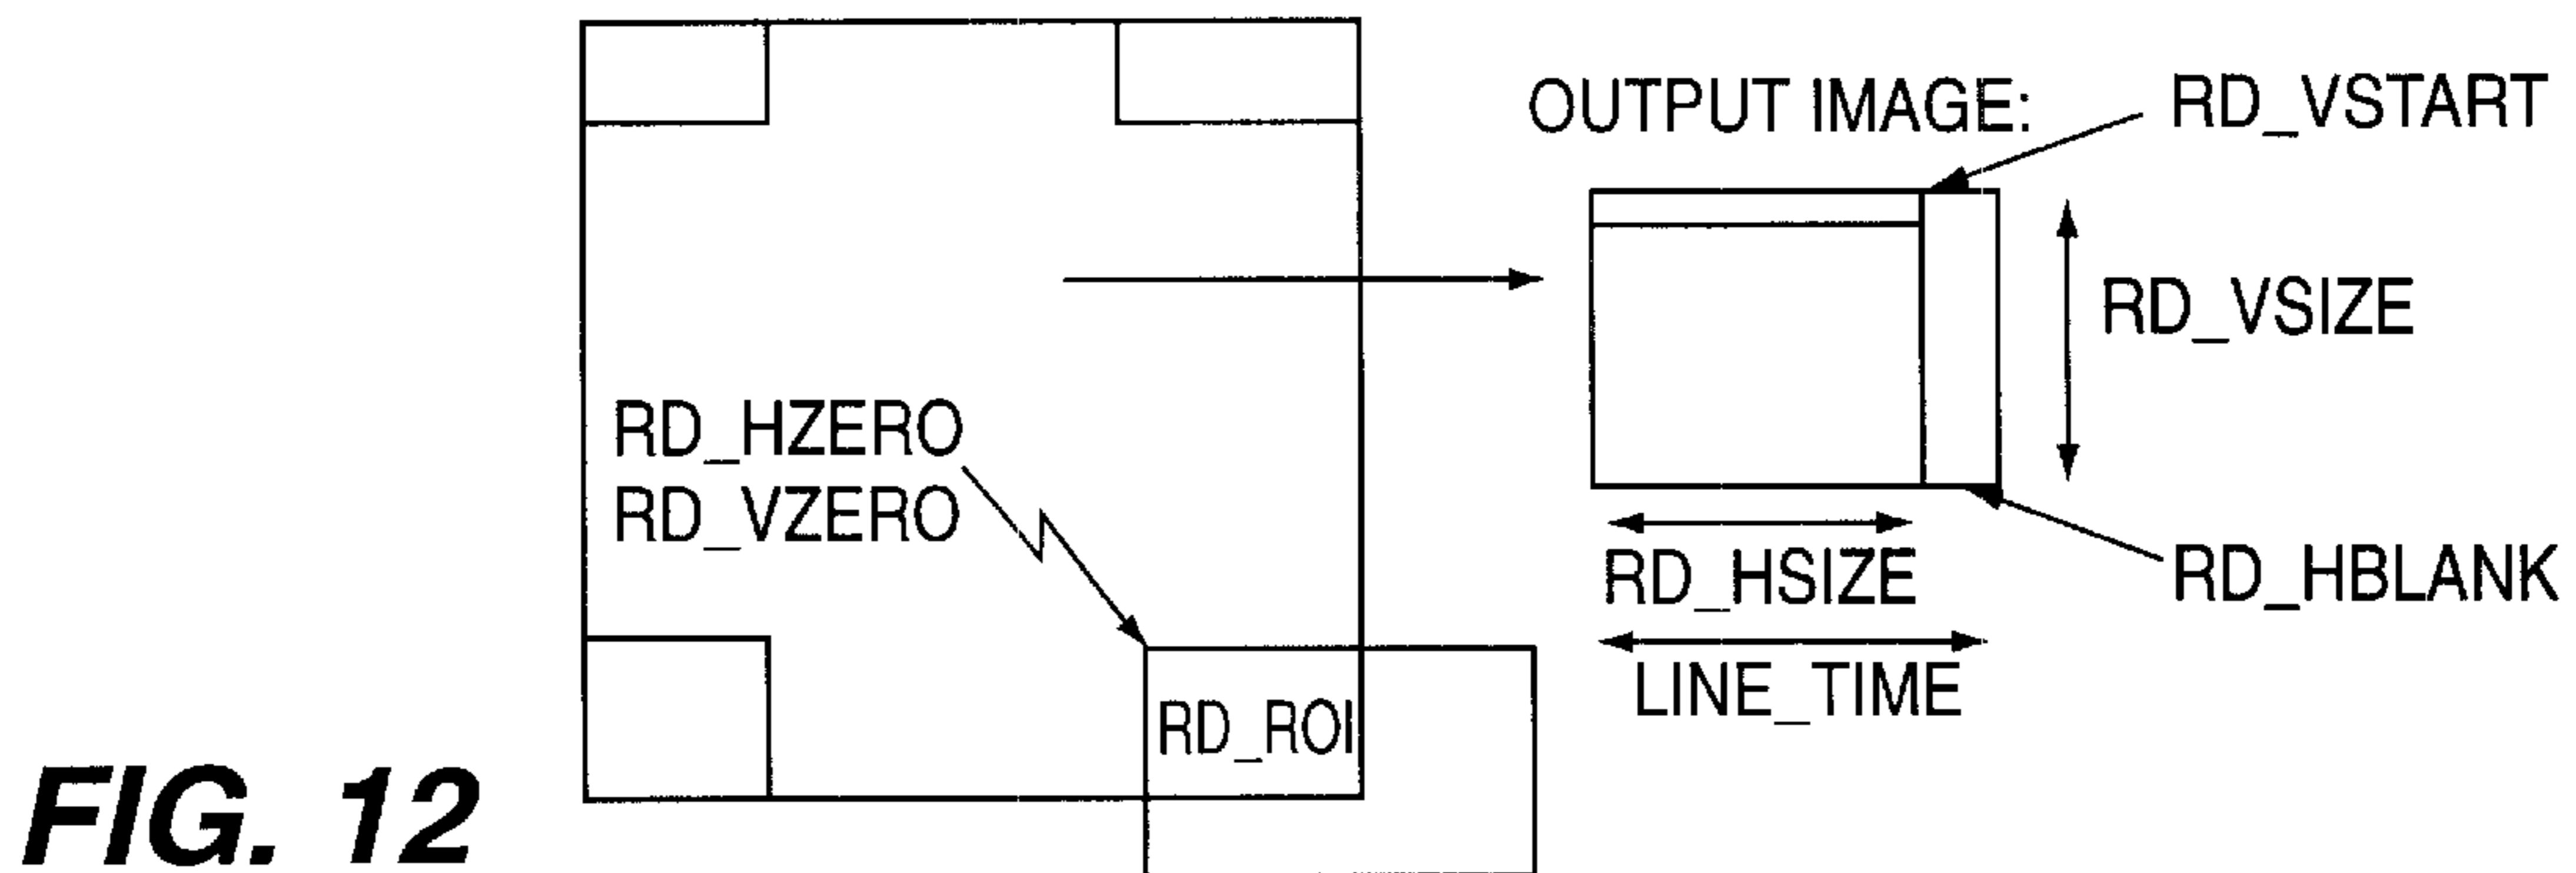 OUTPUT IMAGE:
RD_VSTART
RD_VSIZE
RD_HZERO
RD_VZERO
RD_HSIZE
RD_HBLANK
LINE_TIME
RD_ROI
FIG. 12